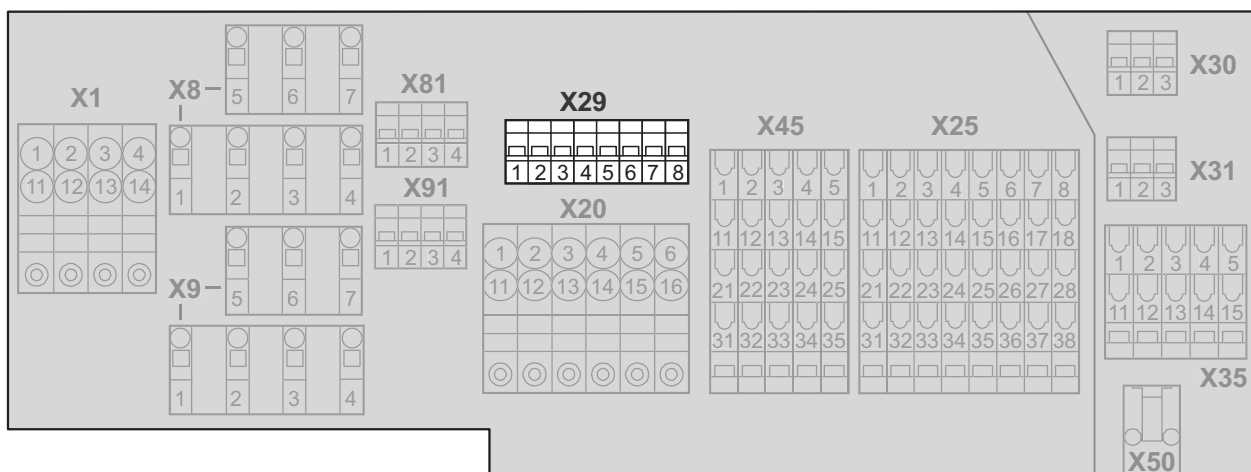 X1
1 2 3 4
11 12 13 14
X8
5 6 7
1 2 3 4
X9
5 6 7
1 2 3 4
X81
1 2 3 4
X91
1 2 3 4
X29
1 2 3 4 5 6 7 8
X20
1 2 3 4 5 6
11 12 13 14 15 16
X45
1 2 3 4 5
11 12 13 14 15
21 22 23 24 25
31 32 33 34 35
X25
1 2 3 4 5 6 7 8
11 12 13 14 15 16 17 18
21 22 23 24 25 26 27 28
31 32 33 34 35 36 37 38
X30
1 2 3
X31
1 2 3
1 2 3 4 5
11 12 13 14 15
X35
X50